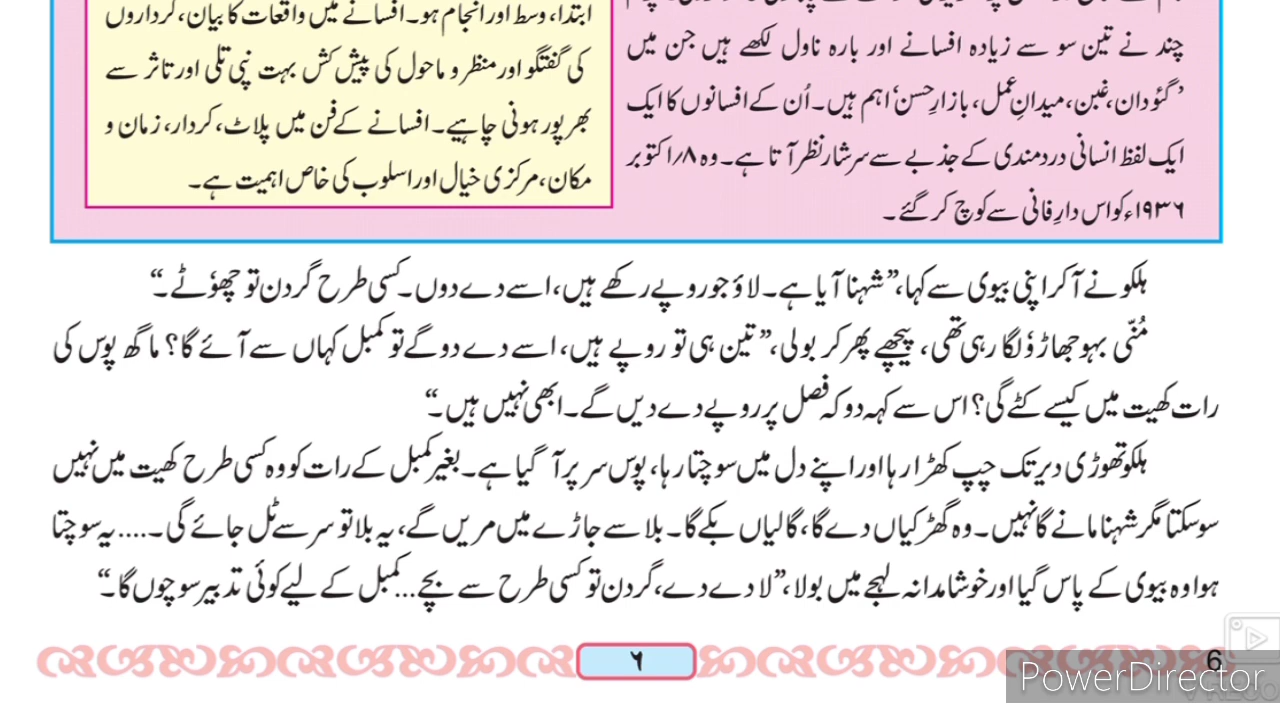 چند نے تین سو سے زیادہ افسانے اور بارہ ناول لکھے ہیں جن میں
’گئودان، غبن، میدانِ عمل، بازارِ حسن‘ اہم ہیں۔ اُن کے افسانوں کا ایک
ایک لفظ انسانی دردمندی کے جذبے سے سرشار نظر آتا ہے۔ وہ ۸؍اکتوبر
۱۹۳۶ء کو اس دارِ فانی سے کوچ کر گئے۔
ابتدا، وسط اور انجام ہو۔ افسانے میں واقعات کا بیان، کرداروں
کی گفتگو اور منظر و ماحول کی پیش کش بہت نپی تلی اور تاثر سے
بھرپور ہونی چاہیے۔ افسانے کے فن میں پلاٹ، کردار، زمان و
مکان، مرکزی خیال اور اسلوب کی خاص اہمیت ہے۔
ہلکو نے آ کر اپنی بیوی سے کہا، ”شہنا آیا ہے۔ لاؤ جو روپے رکھے ہیں، اسے دے دوں۔ کسی طرح گردن تو چھوٗٹے۔“
مُنّی بہو جھاڑوٗ لگا رہی تھی، پیچھے پھر کر بولی، ”تین ہی تو روپے ہیں، اسے دے دو گے تو کمبل کہاں سے آئے گا؟ ماگھ پوٗس کی
رات کھیت میں کیسے کٹے گی؟ اس سے کہہ دو کہ فصل پر روپے دے دیں گے۔ ابھی نہیں ہیں۔“
ہلکو تھوڑی دیر تک چپ کھڑا رہا اور اپنے دل میں سوچتا رہا، پوٗس سر پر آ گیا ہے۔ بغیر کمبل کے رات کو وہ کسی طرح کھیت میں نہیں
سو سکتا مگر شہنا مانے گا نہیں۔ وہ گھڑکیاں دے گا، گالیاں بکے گا۔ بلا سے جاڑے میں مریں گے، یہ بلا تو سر سے ٹل جائے گی۔.... یہ سوچتا
ہوا وہ بیوی کے پاس گیا اور خوشامدانہ لہجے میں بولا، ”لا دے دے، گردن تو کسی طرح سے بچے... کمبل کے لیے کوئی تدبیر سوچوں گا۔“
۶
6
PowerDirector